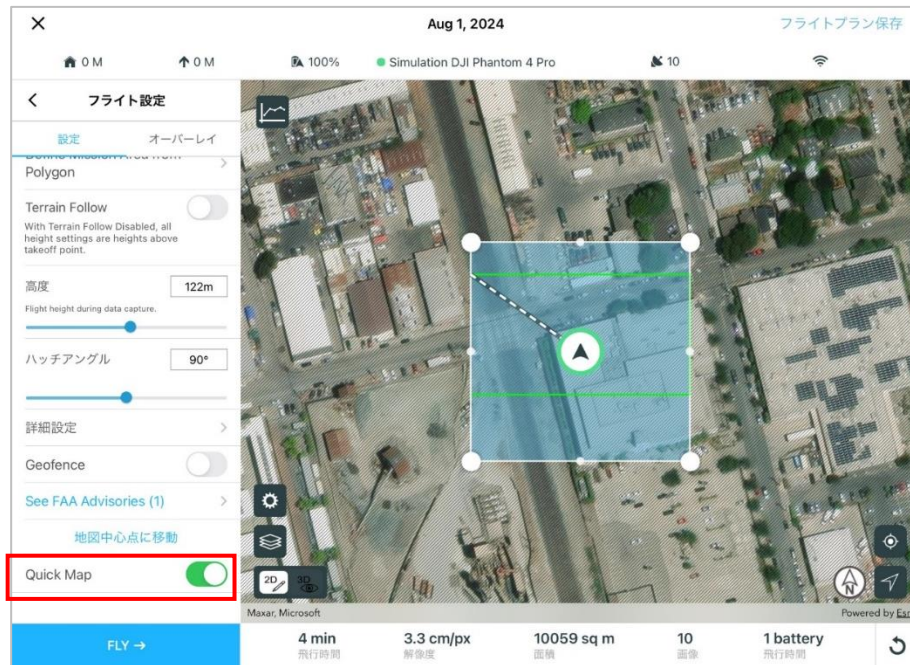 Aug 1, 2024
フライトプラン保存
0 M
0 M
100%
Simulation DJI Phantom 4 Pro
10
フライト設定
設定
オーバーレイ
Define Mission Area from
Polygon
Terrain Follow
With Terrain Follow Disabled, all
height settings are heights above
takeoff point.
高度
122m
Flight height during data capture.
ハッチアングル
90°
詳細設定
Geofence
See FAA Advisories (1)
地図中心点に移動
Quick Map
FLY →
2D
3D
N
Maxar, Microsoft
Powered by Esri
4 min
飛行時間
3.3 cm/px
解像度
10059 sq m
面積
10
画像
1 battery
飛行時間